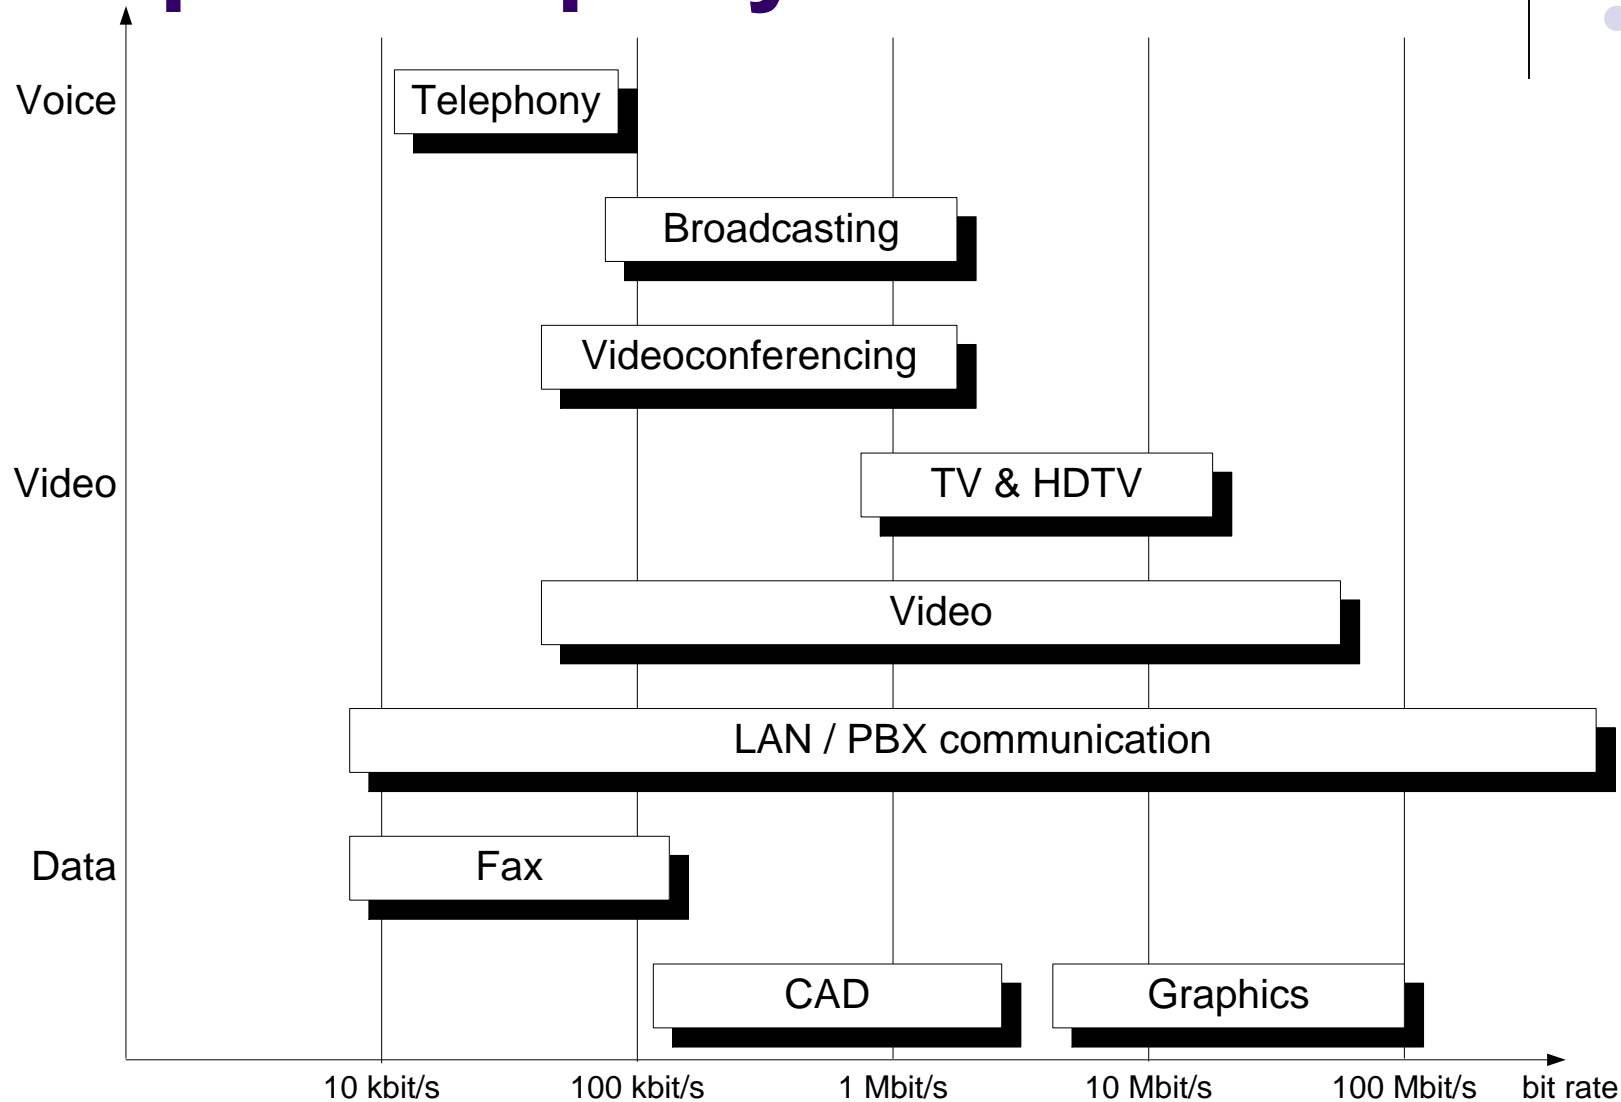 Voice
Telephony
Broadcasting
Videoconferencing
Video
TV & HDTV
Video
LAN / PBX communication
Data
Fax
CAD
Graphics
10 kbit/s
100 kbit/s
1 Mbit/s
10 Mbit/s
100 Mbit/s
bit rate